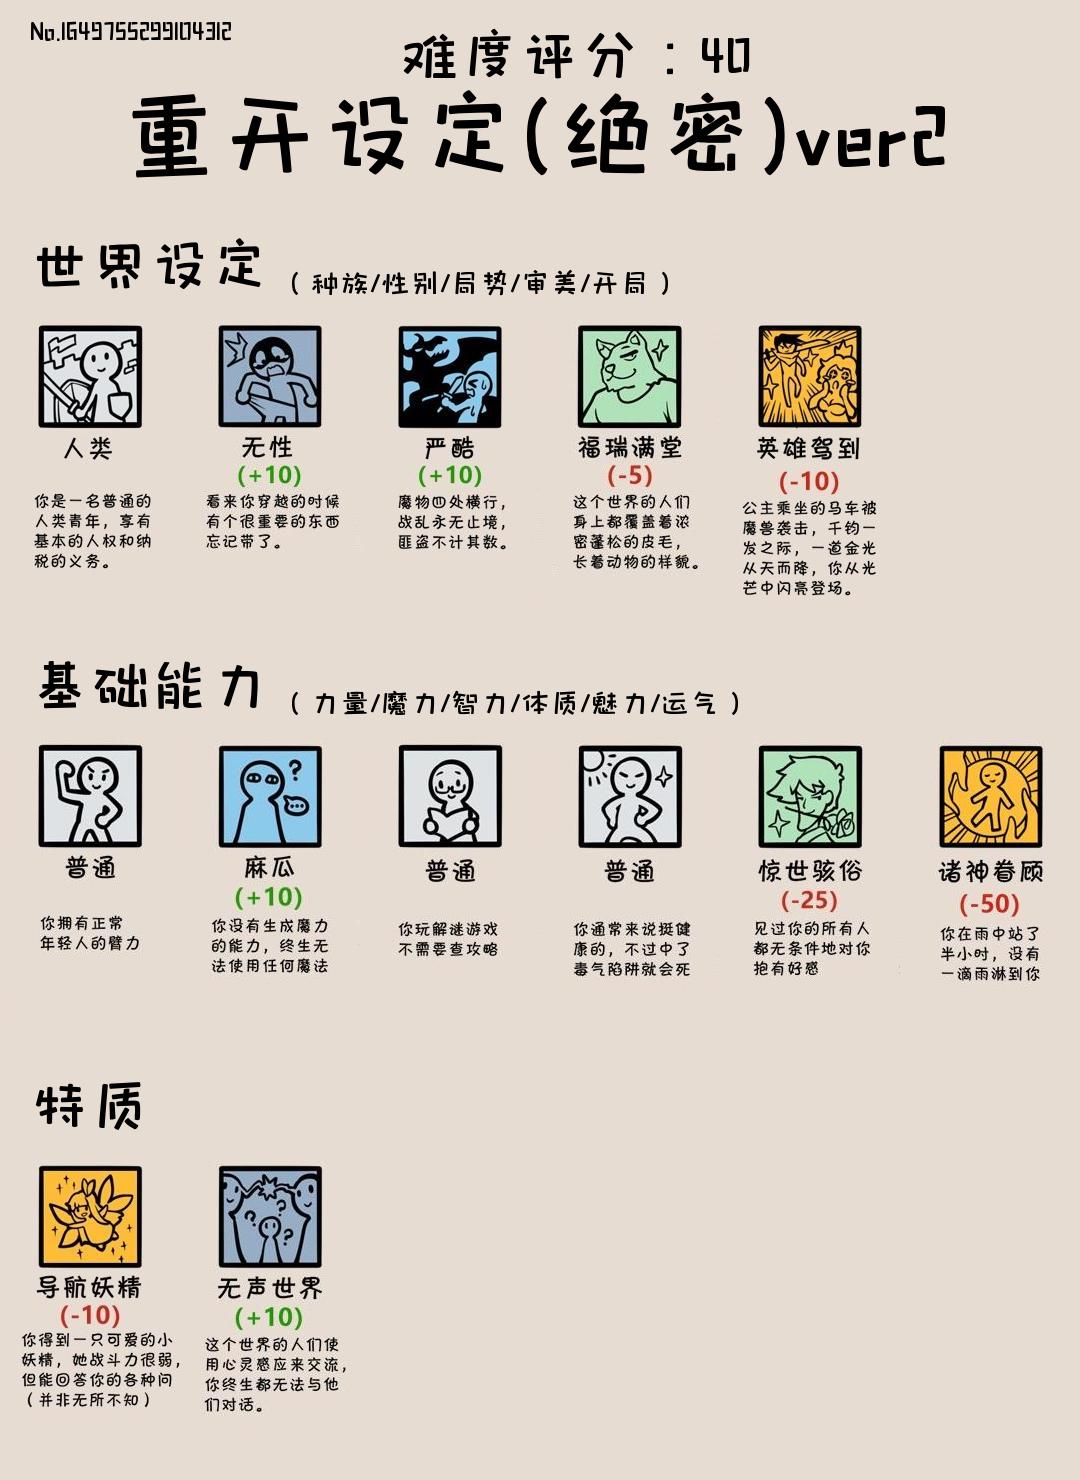 No.1649755299104312
难度评分：40
重开设定(绝密)ver2
世界设定（种族/性别/局势/审美/开局）
人类
你是一名普通的
人类青年，享有
基本的人权和纳
税的义务。
无性
(+10)
看来你穿越的时候
有个很重要的东西
忘记带了。
严酷
(+10)
魔物四处横行，
战乱永无止境，
匪盗不计其数。
福瑞满堂
(-5)
这个世界的人们
身上都覆盖着浓
密蓬松的皮毛，
长着动物的样貌。
英雄驾到
(-10)
公主乘坐的马车被
魔兽袭击，千钧一
发之际，一道金光
从天而降，你从光
芒中闪亮登场。
基础能力（力量/魔力/智力/体质/魅力/运气）
普通
你拥有正常
年轻人的臂力
麻瓜
(+10)
你没有生成魔力
的能力，终生无
法使用任何魔法
普通
你玩解谜游戏
不需要查攻略
普通
你通常来说挺健
康的，不过中了
毒气陷阱就会死
惊世骇俗
(-25)
见过你的所有人
都无条件地对你
抱有好感
诸神眷顾
(-50)
你在雨中站了
半小时，没有
一滴雨淋到你
特质
导航妖精
(-10)
你得到一只可爱的小
妖精，她战斗力很弱，
但能回答你的各种问
（并非无所不知）
无声世界
(+10)
这个世界的人们使
用心灵感应来交流，
你终生都无法与他
们对话。